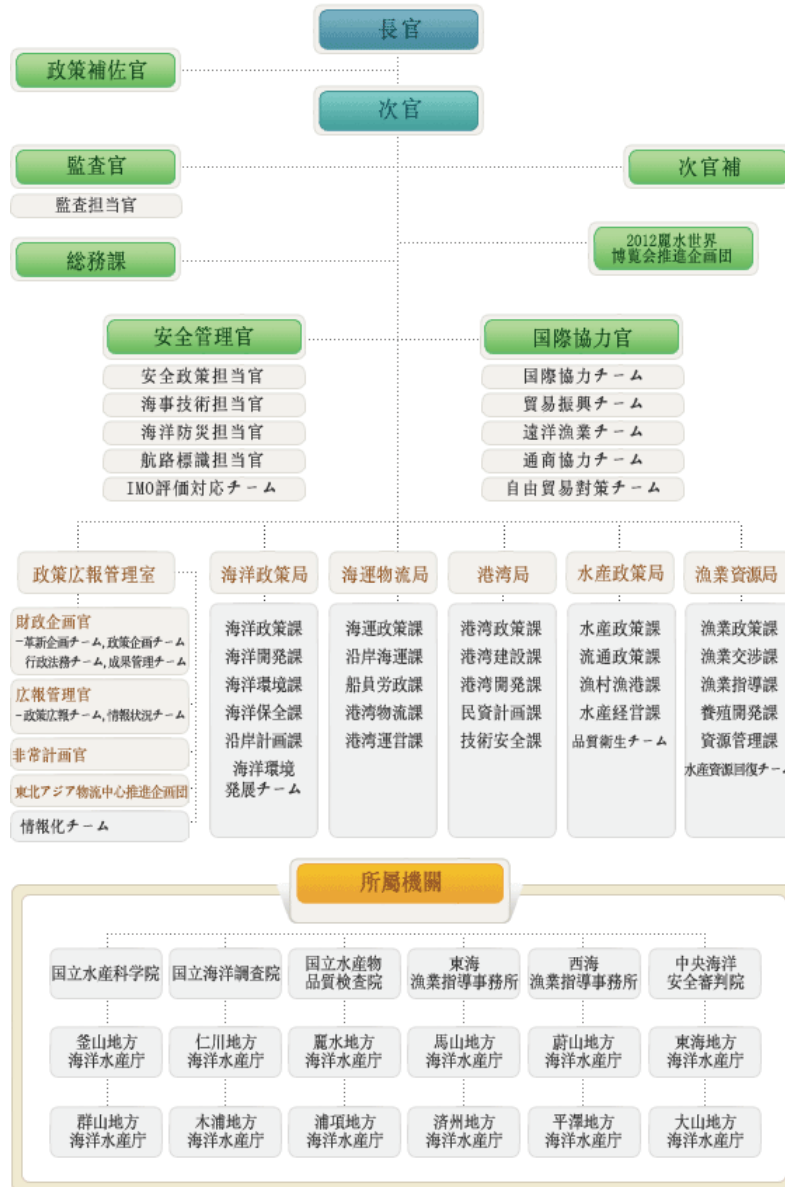 長官
政策補佐官
次官
監査官
次官補
監査担当官
総務課
2012麗水世界
博覧会推進企画団
安全管理官
国際協力官
安全政策担当官
海事技術担当官
海洋防災担当官
航路標識担当官
IMO評価対応チーム
国際協力チーム
貿易振興チーム
遠洋漁業チーム
通商協力チーム
自由貿易對策チーム
政策広報管理室
財政企画官
-革新企画チーム,政策企画チーム
行政法務チーム,成果管理チーム
広報管理官
-政策広報チーム,情報状況チーム
非常計画官
東北アジア物流中心推進企画団
情報化チーム
海洋政策局
海洋政策課
海洋開発課
海洋環境課
海洋保全課
沿岸計画課
海洋環境
発展チーム
海運物流局
海運政策課
沿岸海運課
船員労政課
港湾物流課
港湾運営課
港湾局
港湾政策課
港湾建設課
港湾開発課
民資計画課
技術安全課
水産政策局
水産政策課
流通政策課
漁村漁港課
水産経営課
品質衛生チーム
漁業資源局
漁業政策課
漁業交渉課
漁業指導課
養殖開発課
資源管理課
水産資源回復チーム
所屬機關
国立水産科学院
国立海洋調査院
国立水産物
品質検査院
東海
漁業指導事務所
西海
漁業指導事務所
中央海洋
安全審判院
釜山地方
海洋水産庁
仁川地方
海洋水産庁
麗水地方
海洋水産庁
馬山地方
海洋水産庁
蔚山地方
海洋水産庁
東海地方
海洋水産庁
群山地方
海洋水産庁
木浦地方
海洋水産庁
浦項地方
海洋水産庁
済州地方
海洋水産庁
平澤地方
海洋水産庁
大山地方
海洋水産庁